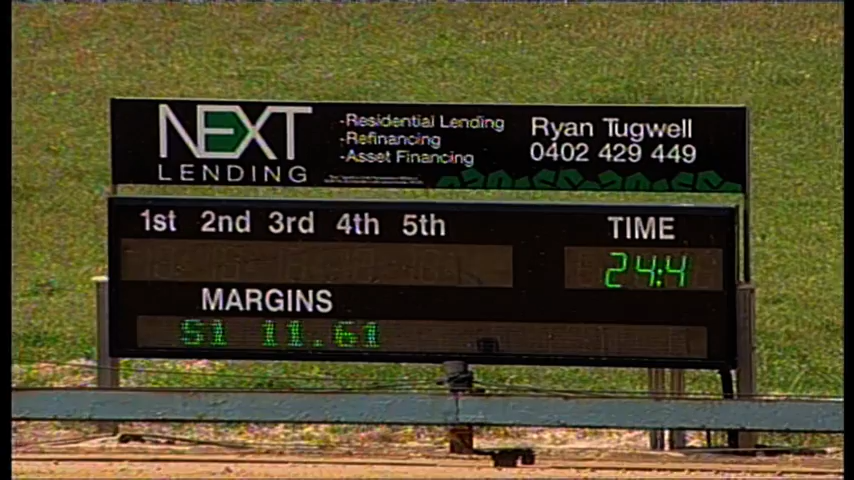 NEXT
LENDING
-Residential Lending
-Refinancing
-Asset Financing
Ryan Tugwell
0402 429 449
1st 2nd 3rd 4th 5th
TIME
24:4
MARGINS
S1 11.61